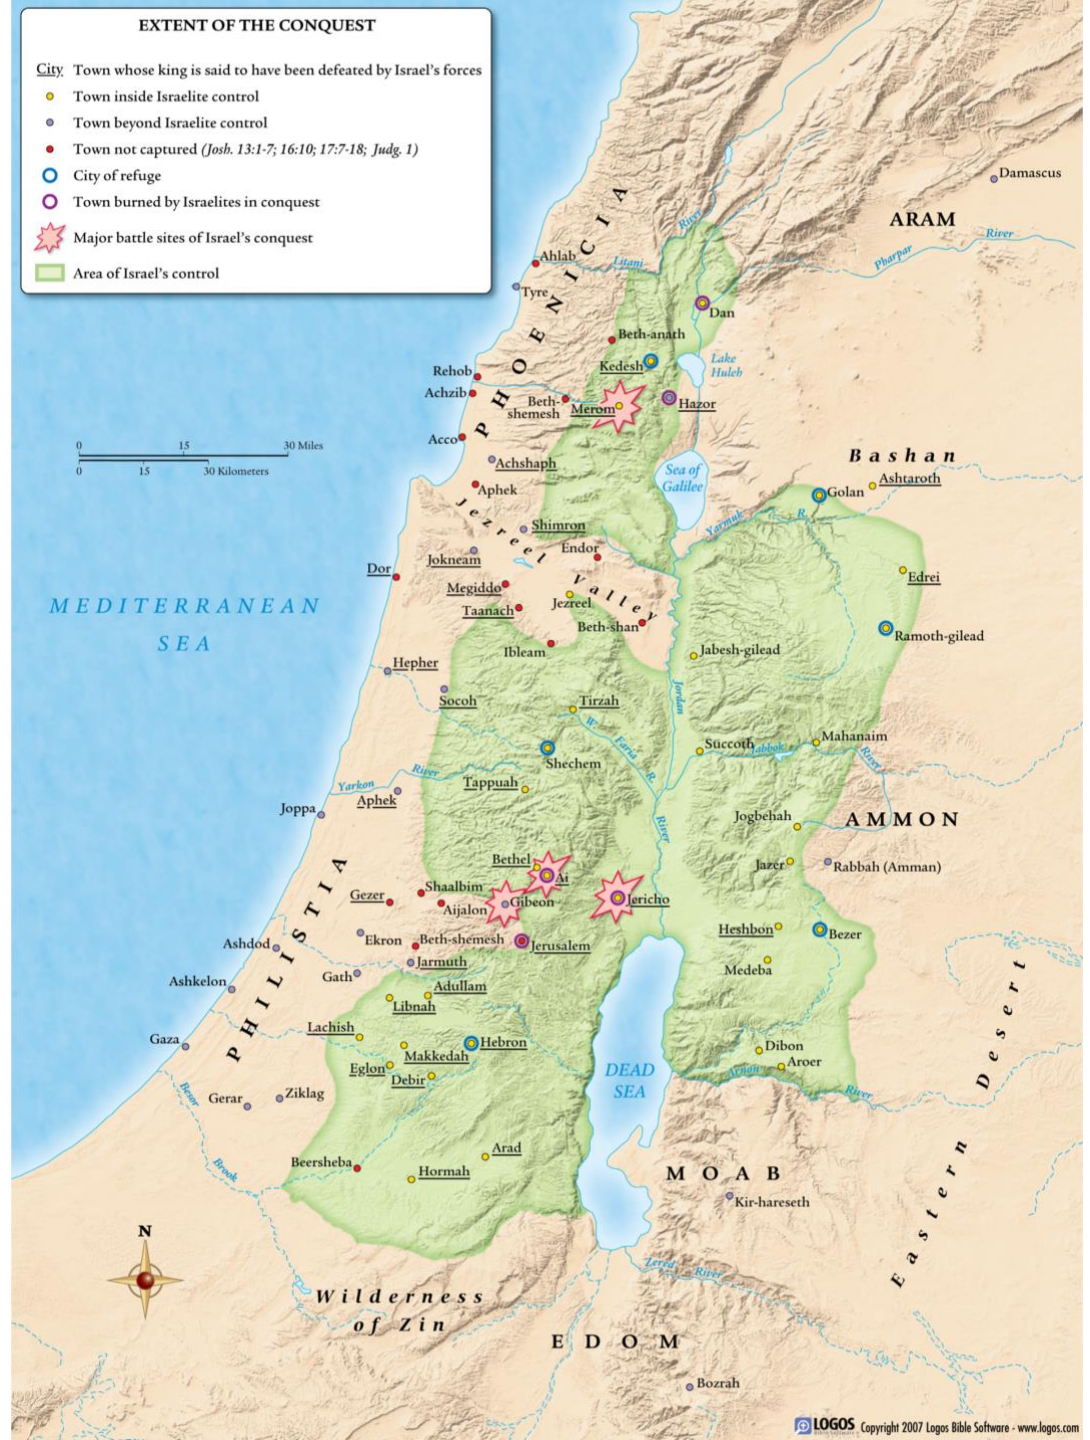 EXTENT OF THE CONQUEST
City Town whose king is said to have been defeated by Israel's forces
Town inside Israelite control
Town beyond Israelite control
Town not captured (Josh. 13:1-7; 16:10; 17:7-18; Judg. 1)
City of refuge
Town burned by Israelites in conquest
Major battle sites of Israel's conquest
Area of Israel's control
Damascus
ARAM
River
Pharpar
River
Litani
PHOENICIA
Ahlab
Tyre
Dan
Beth-anath
Kedesh
Lake
Huleh
Rehob
Achzib
Beth-
shemesh
Merom
Hazor
Acco
0 15 30 Miles
0 15 30 Kilometers
Achshaph
Sea of
Galilee
Bashan
Ashtaroth
Golan
Aphek
Jezreel
Valley
Yarmuk
R.
Shimron
Endor
Jokneam
Dor
Megiddo
Jezreel
Edrei
MEDITERRANEAN
SEA
Taanach
Beth-shan
Ramoth-gilead
Ibleam
Jabesh-gilead
Hepher
Socoh
Jordan
Tirzah
W.
Faria
R.
Mahanaim
Succoth
Jabbok
River
Shechem
Yarkon
River
Tappuah
Aphek
Joppa
River
Jogbehah
AMMON
Bethel
Ai
Jazer
Rabbah (Amman)
PHILISTIA
Shaalbim
Gezer
Aijalon
Gibeon
Jericho
Heshbon
Bezer
Ekron
Beth-shemesh
Jerusalem
Ashdod
Jarmuth
Medeba
Gath
Ashkelon
Adullam
Libnah
Eastern Desert
Lachish
Hebron
Gaza
Makkedah
Dibon
Eglon
Debir
DEAD
SEA
Aroer
Arnon
River
Besor
Brook
Ziklag
Gerar
Arad
Beersheba
Hormah
MOAB
Kir-hareseth
N
Zered
River
Wilderness
of Zin
EDOM
Bozrah
LOGOS
Bible Software
Copyright 2007 Logos Bible Software - www.logos.com